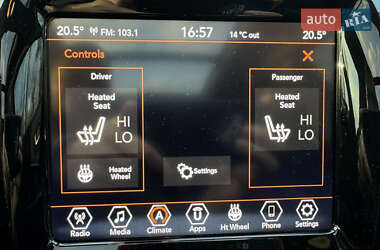 auto RIA
20.5° FM: 103.1 16:57 14°C out 20.5°
Controls
Driver
Passenger
Heated
Seat
HI
LO
Heated
Seat
HI
LO
Heated
Wheel
Settings
Radio Media Climate Apps Ht Wheel Phone Settings